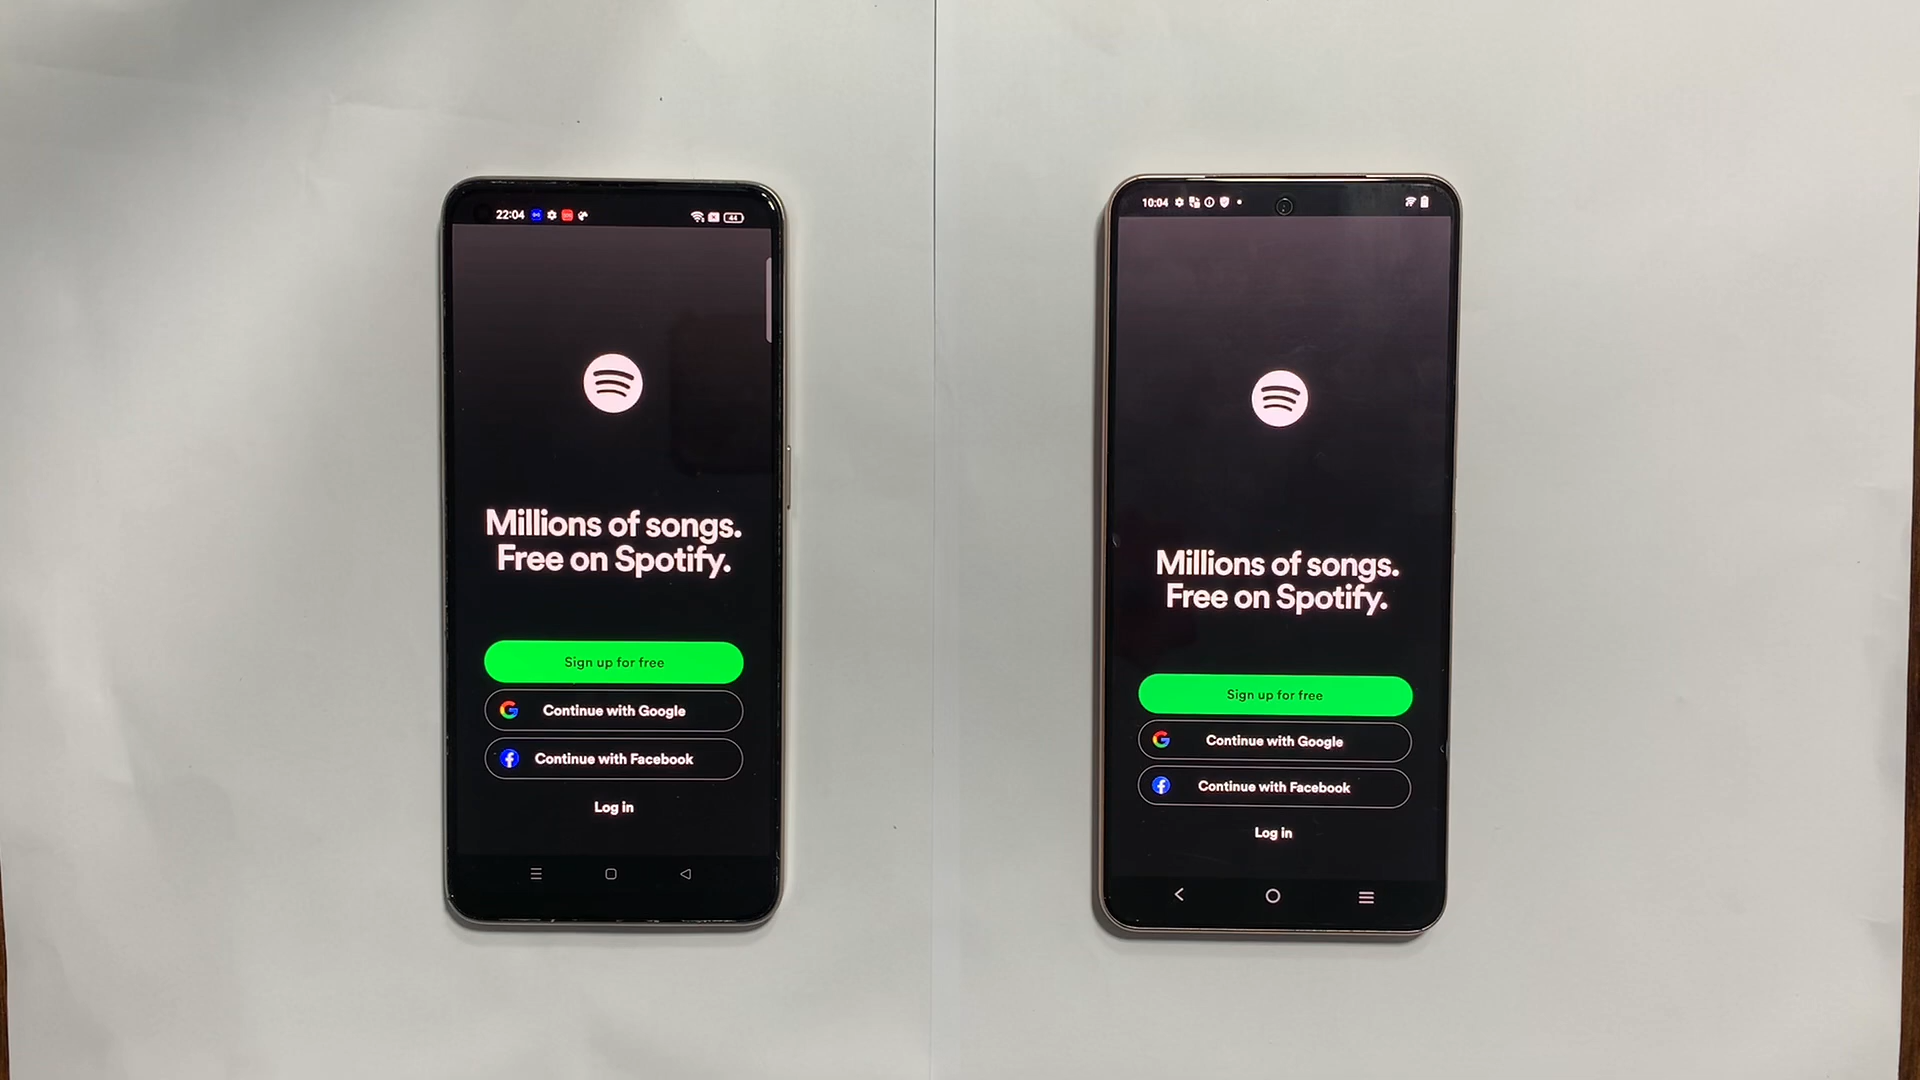 22:04
44
Millions of songs.
Free on Spotify.
Sign up for free
Continue with Google
Continue with Facebook
Log in
10:04
Millions of songs.
Free on Spotify.
Sign up for free
Continue with Google
Continue with Facebook
Log in